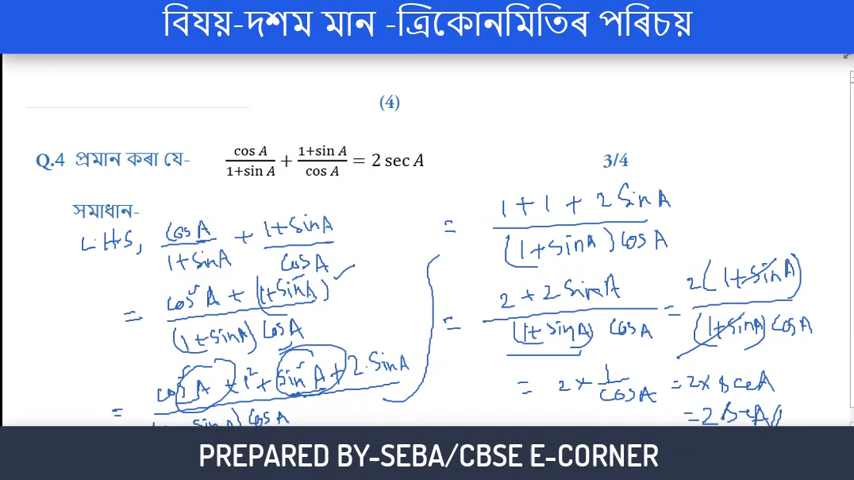 বিষয়-দশম মান -ত্ৰিকোনমিতিৰ পৰিচয়
(4)
Q.4 প্ৰমান কৰা যে- cos A / 1+sin A + 1+sin A / cos A = 2 sec A
3/4
সমাধান-
L.H.S, cos A / 1+sin A + 1+sin A / cos A
= cos²A + (1+sin A)² / (1+sin A) cos A
= cos²A + 1² + sin²A + 2 sin A / (1+sin A) cos A
= 1 + 1 + 2 sin A / (1+sin A) cos A
= 2 + 2 sin A / (1+sin A) cos A = 2(1+sin A) / (1+sin A) cos A
= 2 × 1 / cos A = 2 × sec A
= 2 sec A //
PREPARED BY-SEBA/CBSE E-CORNER